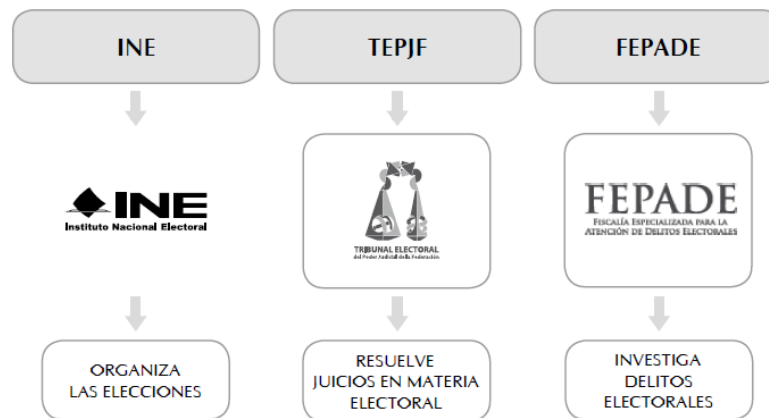 INE
TEPJF
FEPADE
INE
Instituto Nacional Electoral
TRIBUNAL ELECTORAL
del Poder Judicial de la Federación
FEPADE
FISCALÍA ESPECIALIZADA PARA LA
ATENCIÓN DE DELITOS ELECTORALES
ORGANIZA
LAS ELECCIONES
RESUELVE
JUICIOS EN MATERIA
ELECTORAL
INVESTIGA
DELITOS
ELECTORALES